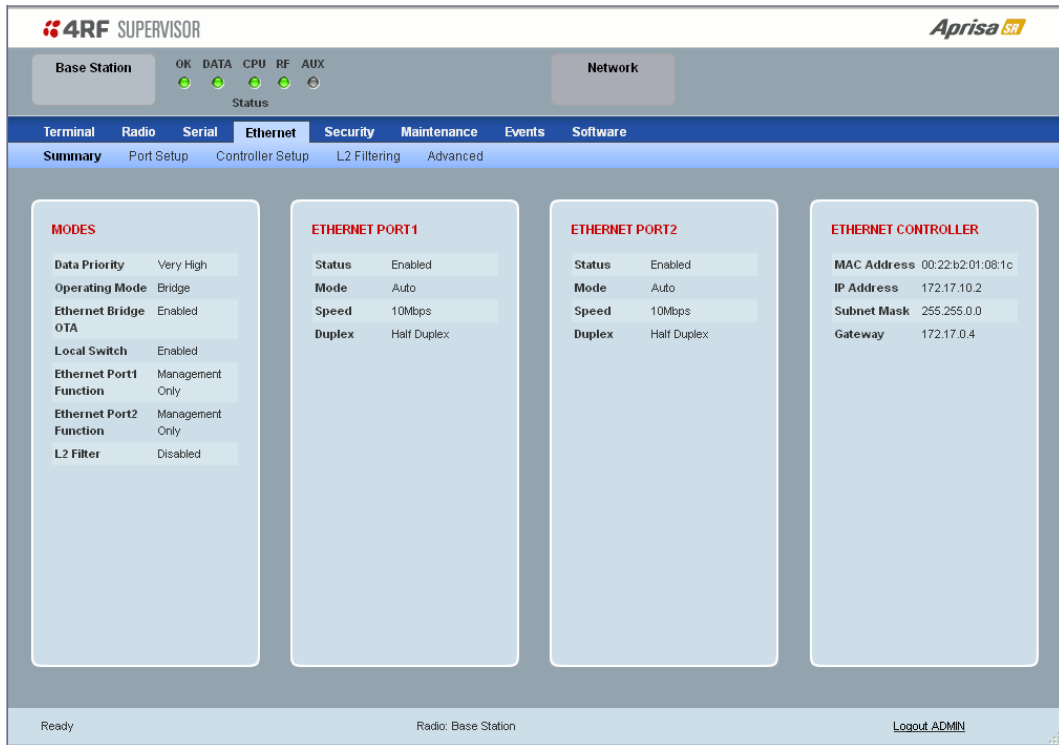 4RF SUPERVISOR
Aprisa SR
Base Station
OK DATA CPU RF AUX
Status
Network
Terminal Radio Serial Ethernet Security Maintenance Events Software
Summary Port Setup Controller Setup L2 Filtering Advanced
MODES
Data Priority Very High
Operating Mode Bridge
Ethernet Bridge Enabled
OTA
Local Switch Enabled
Ethernet Port1 Management
Function Only
Ethernet Port2 Management
Function Only
L2 Filter Disabled
ETHERNET PORT1
Status Enabled
Mode Auto
Speed 10Mbps
Duplex Half Duplex
ETHERNET PORT2
Status Enabled
Mode Auto
Speed 10Mbps
Duplex Half Duplex
ETHERNET CONTROLLER
MAC Address 00:22:b2:01:08:1c
IP Address 172.17.10.2
Subnet Mask 255.255.0.0
Gateway 172.17.0.4
Ready
Radio: Base Station
Logout ADMIN